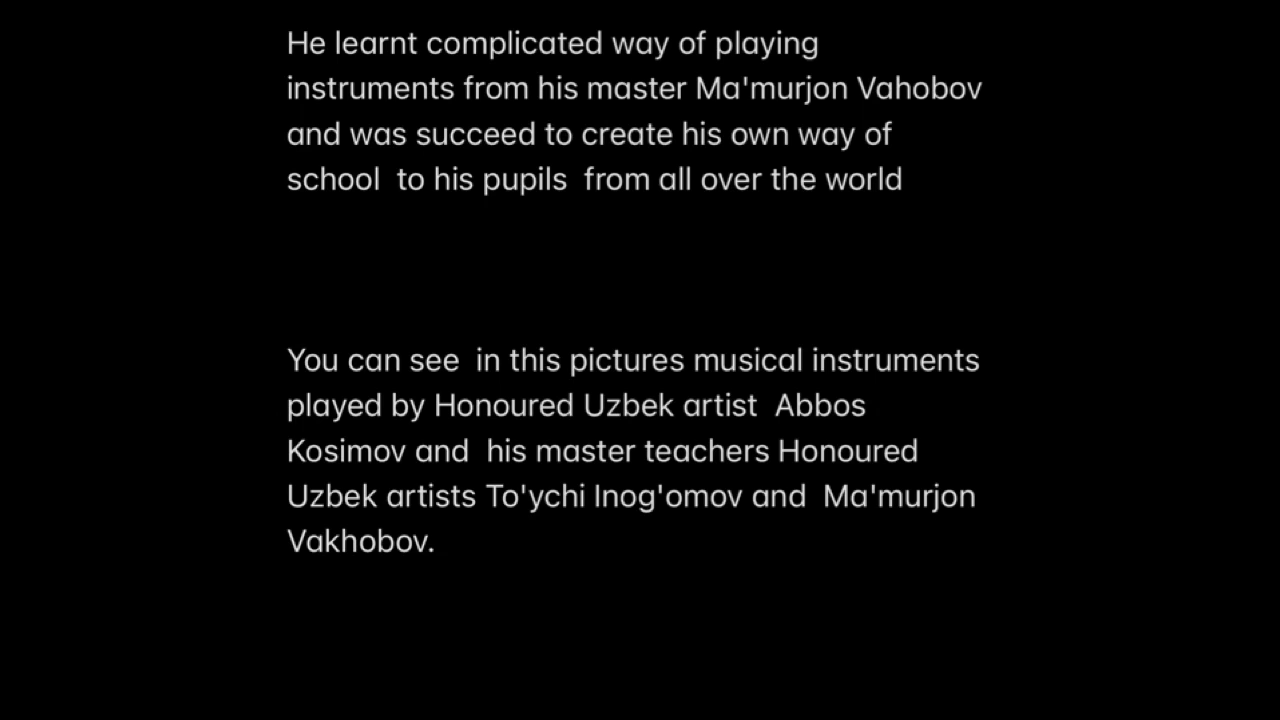 He learnt complicated way of playing
instruments from his master Ma'murjon Vahobov
and was succeed to create his own way of
school  to his pupils  from all over the world
You can see  in this pictures musical instruments
played by Honoured Uzbek artist  Abbos
Kosimov and  his master teachers Honoured
Uzbek artists To'ychi Inog'omov and  Ma'murjon
Vakhobov.